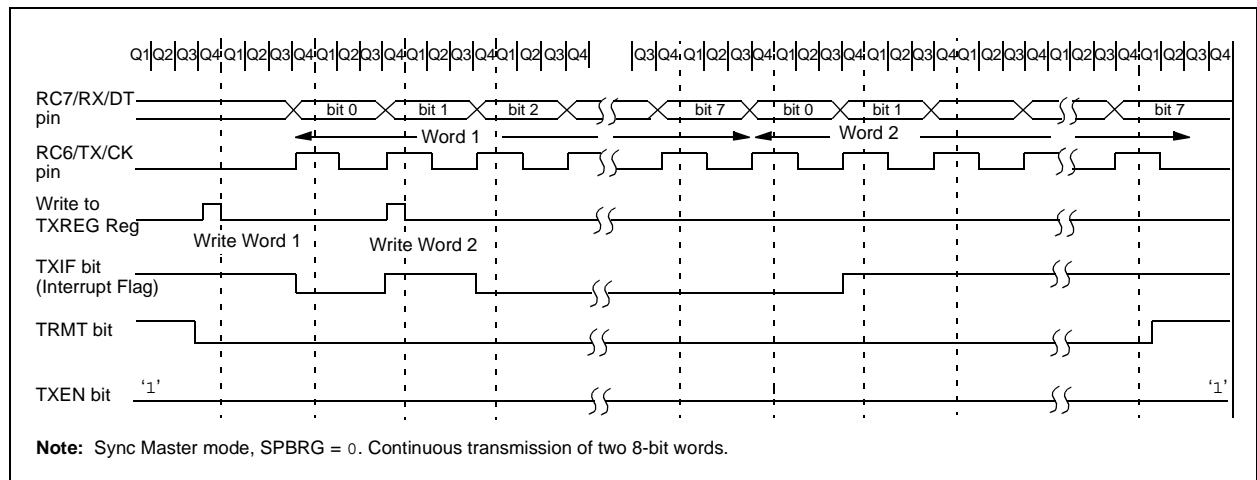 Q1 Q2 Q3 Q4 Q1 Q2 Q3 Q4 Q1 Q2 Q3 Q4 Q1 Q2 Q3 Q4 Q1 Q2 Q3 Q4 Q3 Q4 Q1 Q2 Q3 Q4 Q1 Q2 Q3 Q4 Q1 Q2 Q3 Q4 Q1 Q2 Q3 Q4 Q1 Q2 Q3 Q4 Q1 Q2 Q3 Q4
RC7/RX/DT
pin
bit 0 bit 1 bit 2 bit 7 bit 0 bit 1 bit 7
Word 1 Word 2
RC6/TX/CK
pin
Write to
TXREG Reg
Write Word 1 Write Word 2
TXIF bit
(Interrupt Flag)
TRMT bit
TXEN bit ‘1’ ‘1’
Note: Sync Master mode, SPBRG = 0. Continuous transmission of two 8-bit words.